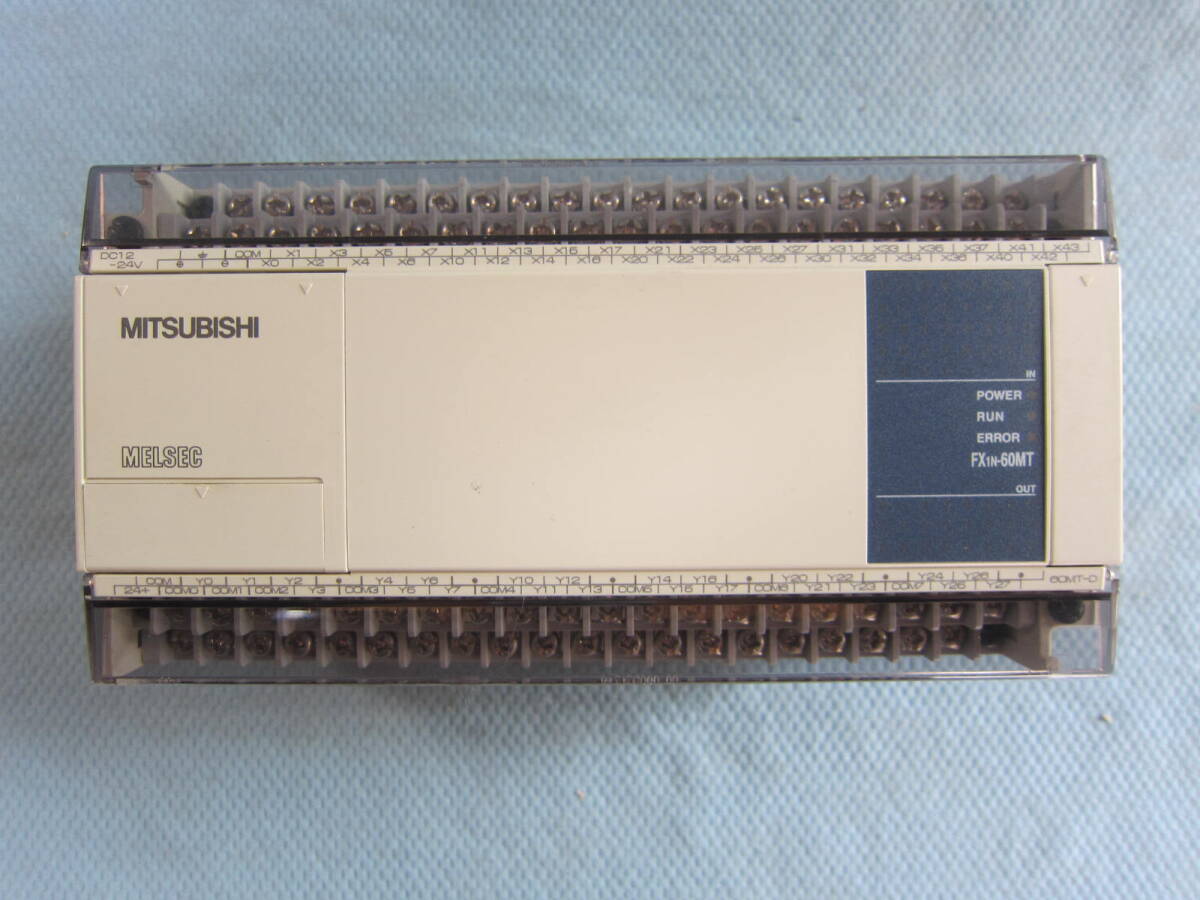 COM X1 X3 X5 X7 X11 X13 X15 X17 X21 X23 X25 X27 X31 X33 X35 X37 X41 X43
DC12
-24V
X0 X2 X4 X6 X10 X12 X14 X16 X20 X22 X24 X26 X30 X32 X34 X36 X40 X42
MITSUBISHI
MELSEC
IN
POWER
RUN
ERROR
FX1N-60MT
OUT
COM Y0 Y1 Y2 • Y4 Y6 • Y10 Y12 • Y14 Y16 • Y20 Y22 • Y24 Y26 • 60MT-D
24+ COM0 COM1 COM2 Y3 COM3 Y5 Y7 COM4 Y11 Y13 COM5 Y15 Y17 COM6 Y21 Y23 COM7 Y25 Y27